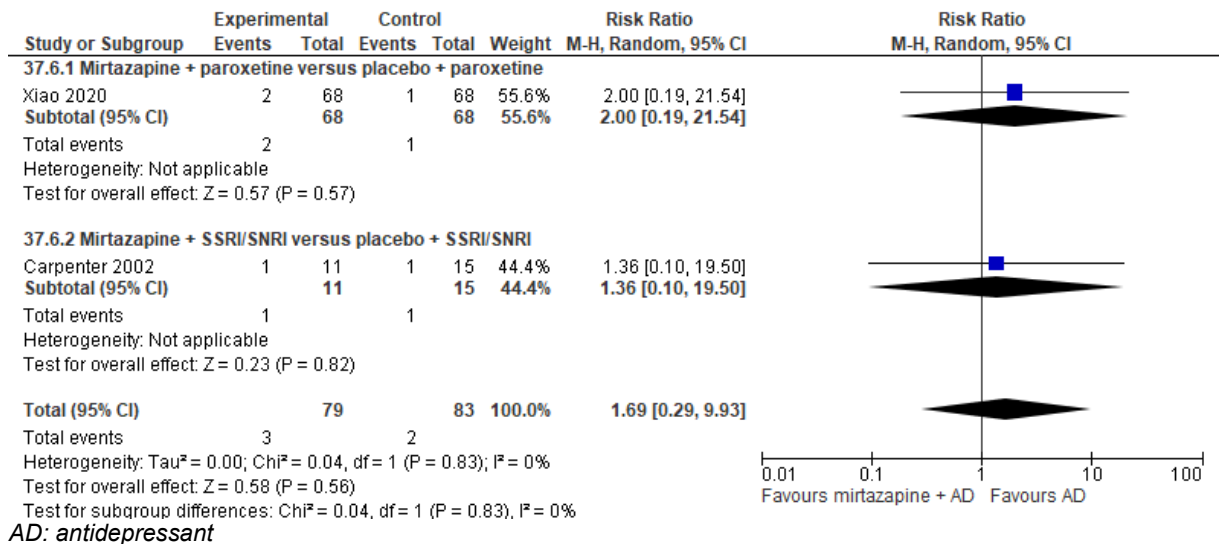 Experimental Control Risk Ratio Risk Ratio
Study or Subgroup Events Total Events Total Weight M-H, Random, 95% CI M-H, Random, 95% CI
37.6.1 Mirtazapine + paroxetine versus placebo + paroxetine
Xiao 2020 2 68 1 68 55.6% 2.00 [0.19, 21.54]
Subtotal (95% CI) 68 68 55.6% 2.00 [0.19, 21.54]
Total events 2 1
Heterogeneity: Not applicable
Test for overall effect: Z = 0.57 (P = 0.57)
37.6.2 Mirtazapine + SSRI/SNRI versus placebo + SSRI/SNRI
Carpenter 2002 1 11 1 15 44.4% 1.36 [0.10, 19.50]
Subtotal (95% CI) 11 15 44.4% 1.36 [0.10, 19.50]
Total events 1 1
Heterogeneity: Not applicable
Test for overall effect: Z = 0.23 (P = 0.82)
Total (95% CI) 79 83 100.0% 1.69 [0.29, 9.93]
Total events 3 2
Heterogeneity: Tau² = 0.00; Chi² = 0.04, df = 1 (P = 0.83); I² = 0%
Test for overall effect: Z = 0.58 (P = 0.56)
Test for subgroup differences: Chi² = 0.04, df = 1 (P = 0.83), I² = 0%
0.01 0.1 1 10 100
Favours mirtazapine + AD Favours AD
AD: antidepressant